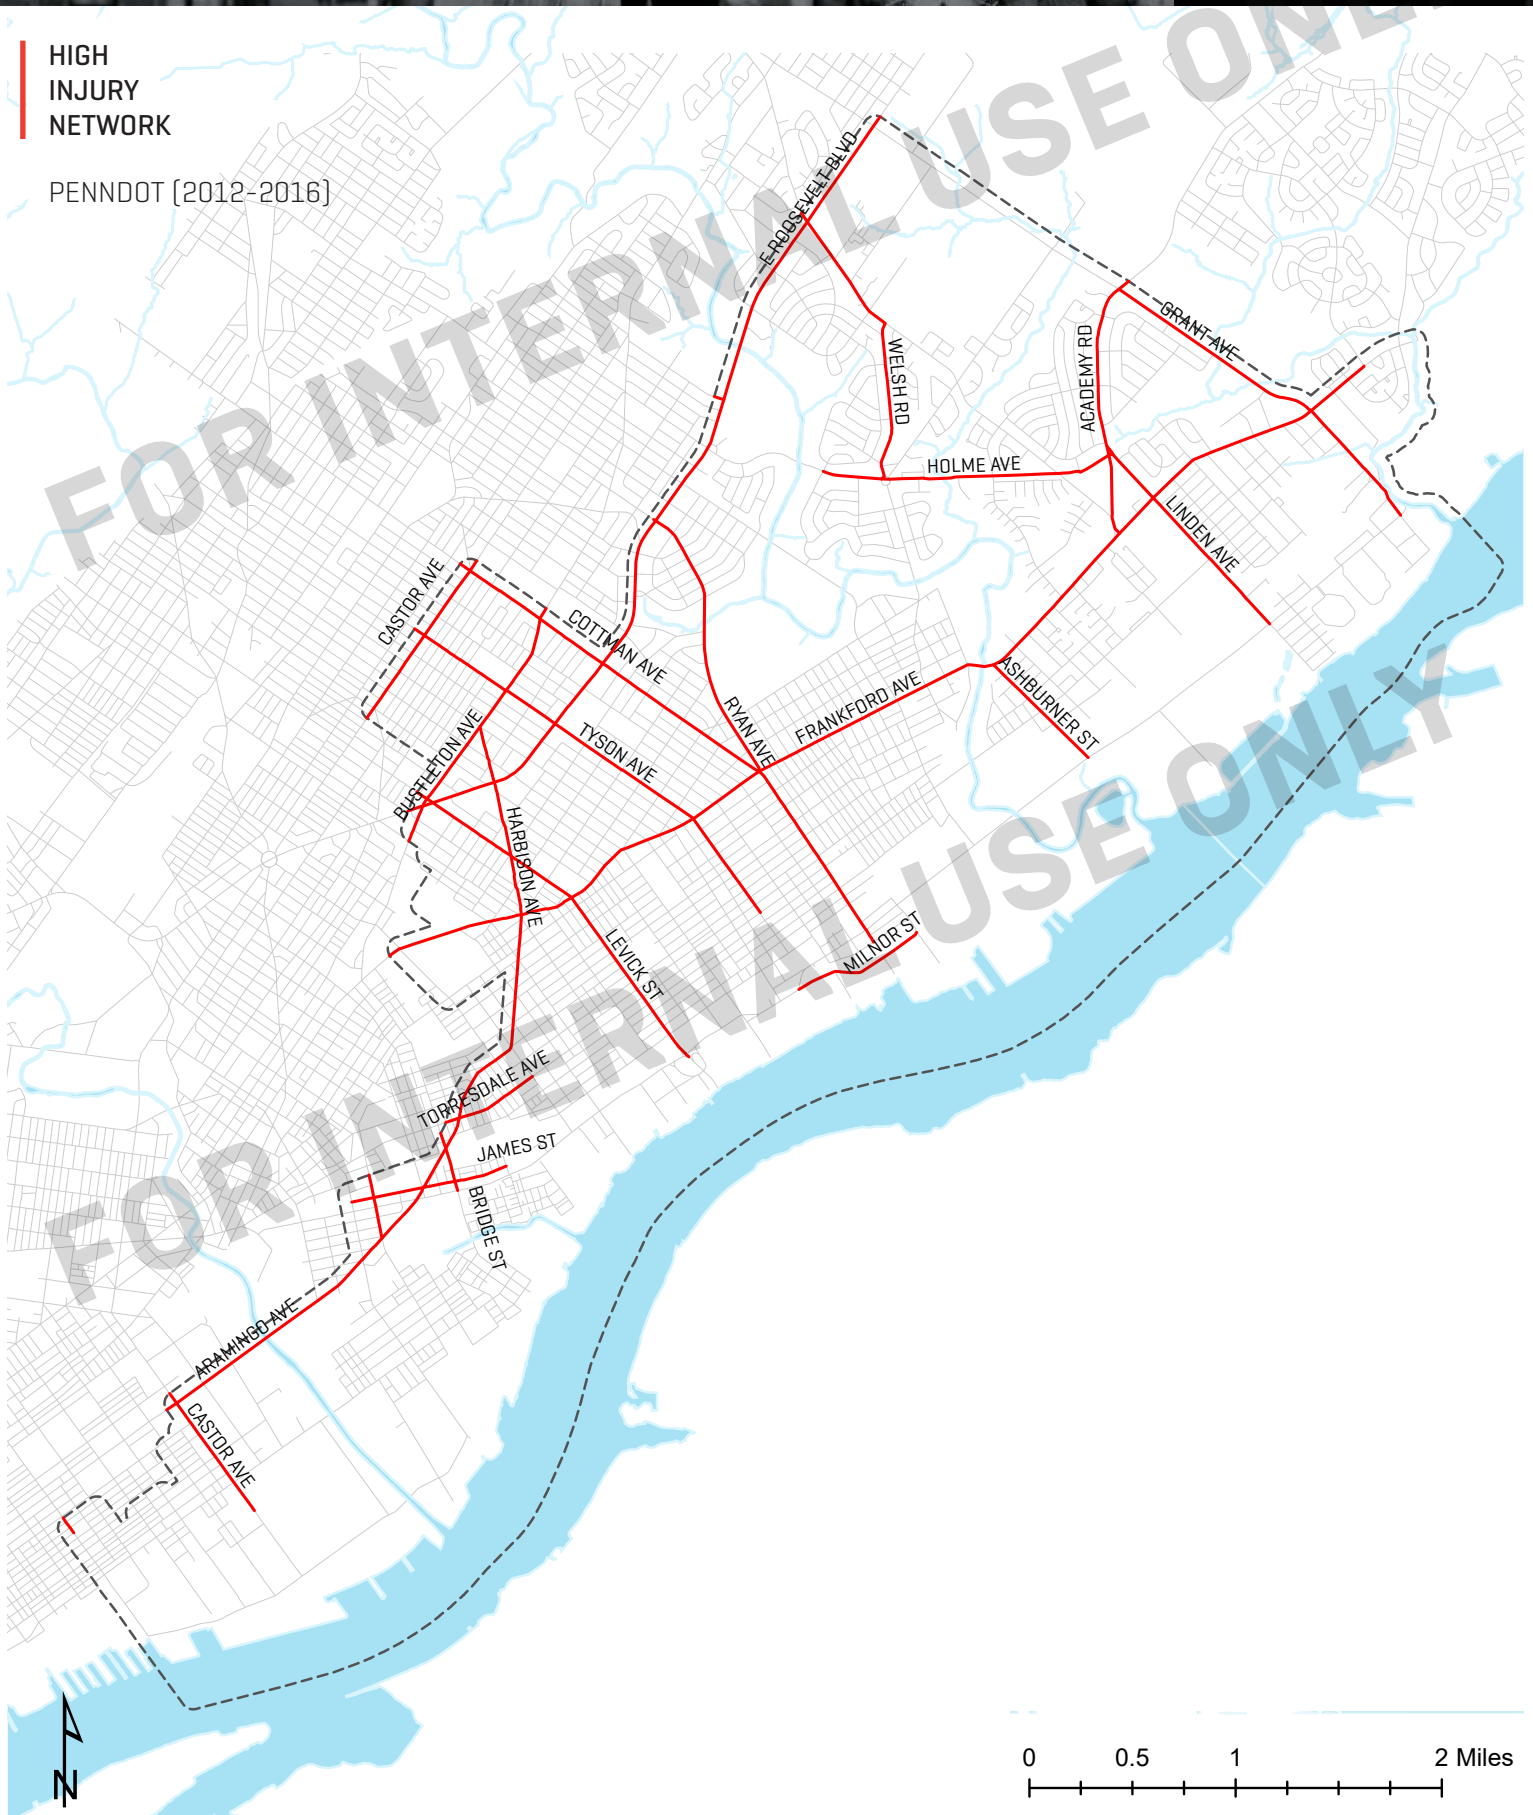 HIGH
INJURY
NETWORK
PENNDOT (2012-2016)
FOR INTERNAL USE ONLY
E ROOSEVELT BLVD
GRANT AVE
WELSH RD
ACADEMY RD
HOLME AVE
LINDEN AVE
CASTOR AVE
COTTMAN AVE
ASHBURNER ST
FRANKFORD AVE
RYAN AVE
BUSTLETON AVE
TYSON AVE
HARBISON AVE
LEVICK ST
MILNOR ST
FOR INTERNAL USE ONLY
TORRESDALE AVE
JAMES ST
BRIDGE ST
ARAMINGO AVE
CASTOR AVE
N
0 0.5 1 2 Miles